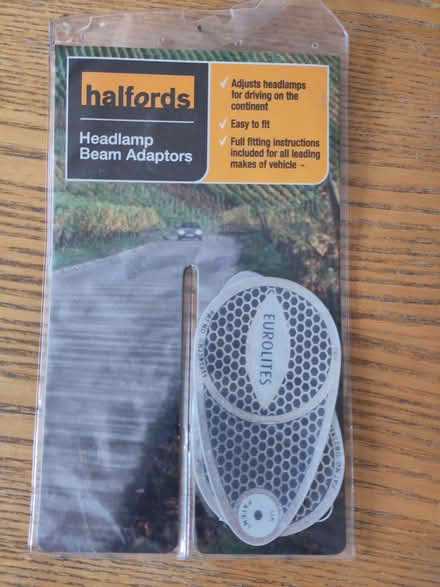 halfords
Headlamp
Beam Adaptors
✓ Adjusts headlamps
for driving on the
continent
✓ Easy to fit
✓ Full fitting instructions
included for all leading
makes of vehicle ~
EUROLITES